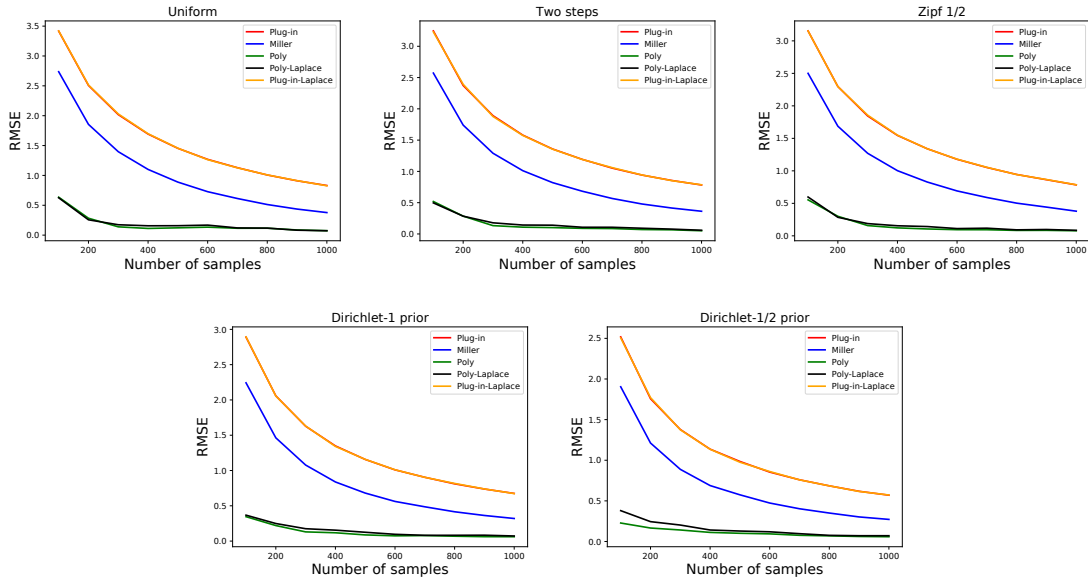 Uniform
3.5
3.0
2.5
2.0
1.5
1.0
0.5
0.0
RMSE
Plug-in
Miller
Poly
Poly-Laplace
Plug-in-Laplace
200 400 600 800 1000
Number of samples
Two steps
3.0
2.5
2.0
1.5
1.0
0.5
0.0
RMSE
Plug-in
Miller
Poly
Poly-Laplace
Plug-in-Laplace
200 400 600 800 1000
Number of samples
Zipf 1/2
3.0
2.5
2.0
1.5
1.0
0.5
0.0
RMSE
Plug-in
Miller
Poly
Poly-Laplace
Plug-in-Laplace
200 400 600 800 1000
Number of samples
Dirichlet-1 prior
3.0
2.5
2.0
1.5
1.0
0.5
0.0
RMSE
Plug-in
Miller
Poly
Poly-Laplace
Plug-in-Laplace
200 400 600 800 1000
Number of samples
Dirichlet-1/2 prior
2.5
2.0
1.5
1.0
0.5
0.0
RMSE
Plug-in
Miller
Poly
Poly-Laplace
Plug-in-Laplace
200 400 600 800 1000
Number of samples